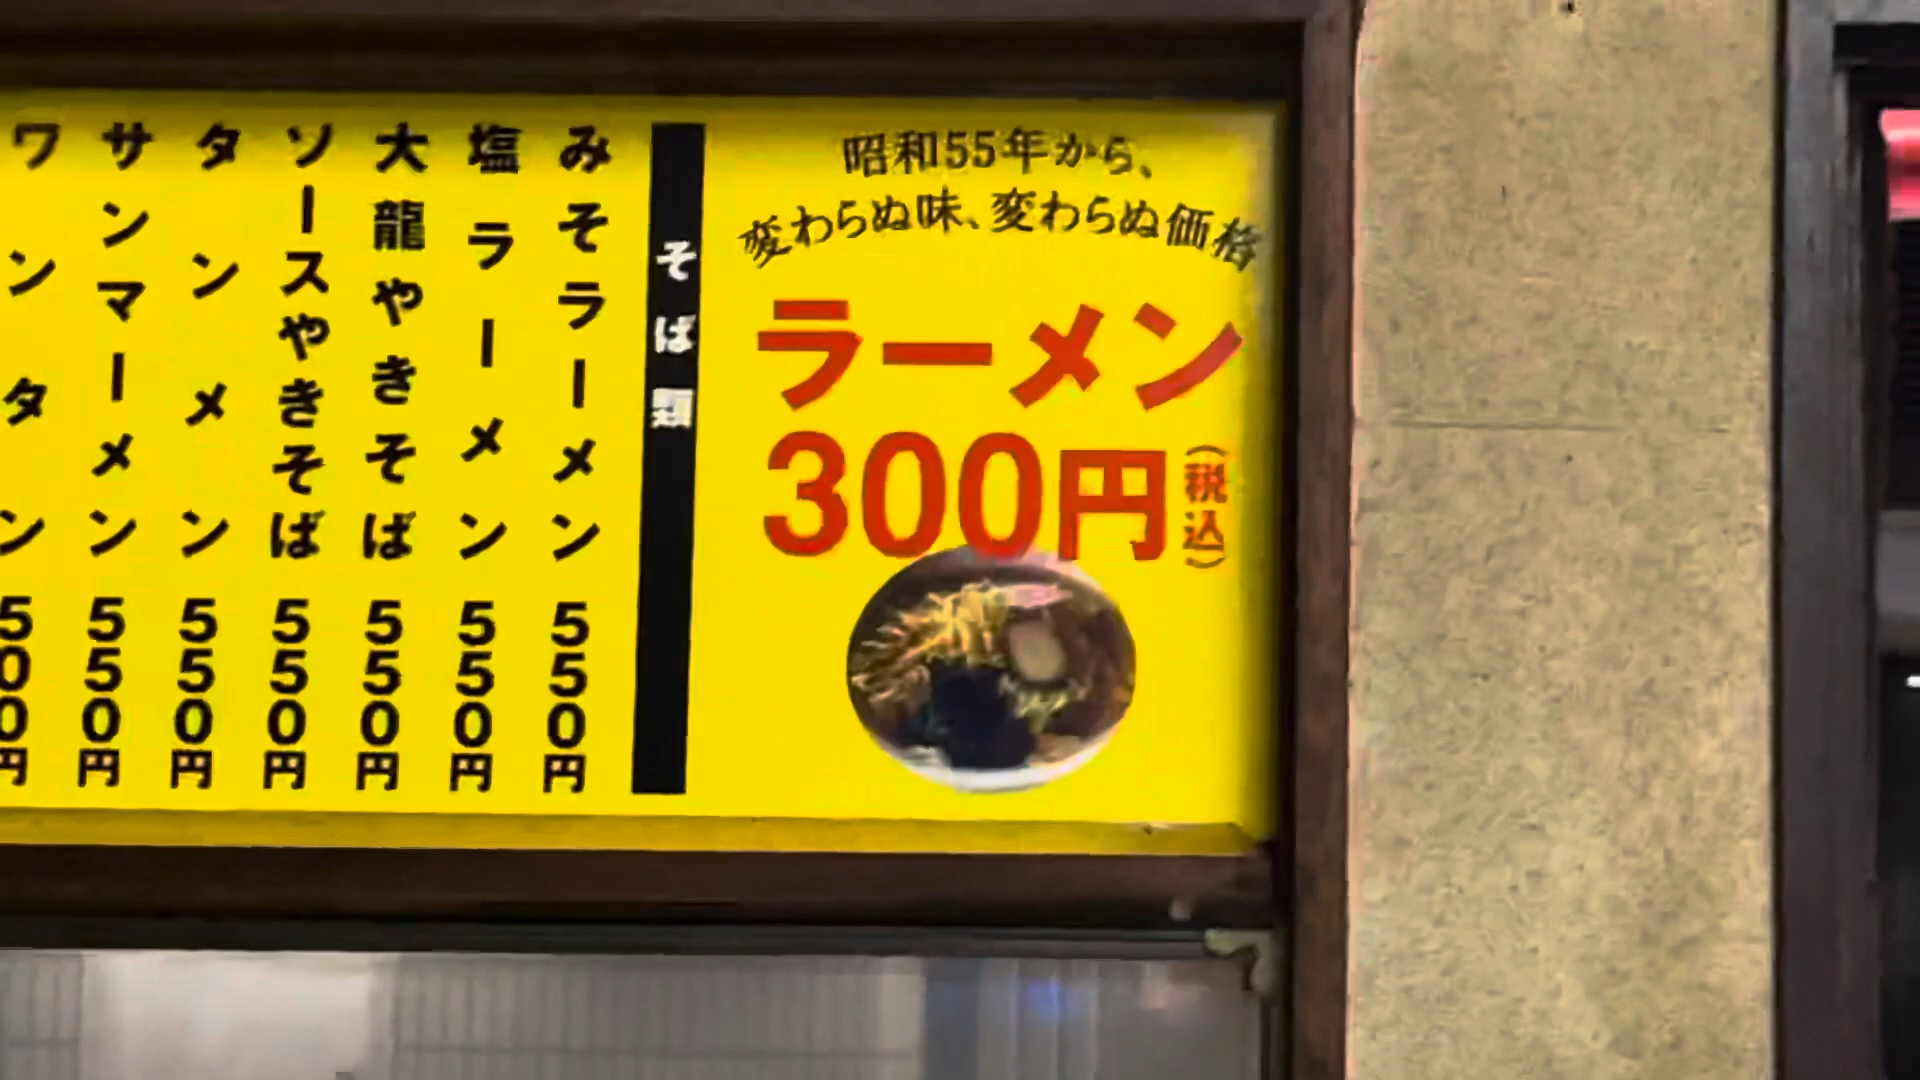 昭和55年から、
変わらぬ味、変わらぬ価格
ラーメン
300円(税込)
そば類
みそラーメン 550円
塩ラーメン 550円
大龍やきそば 550円
ソースやきそば 550円
タンメン 550円
サンマーメン 550円
ワンタン 500円